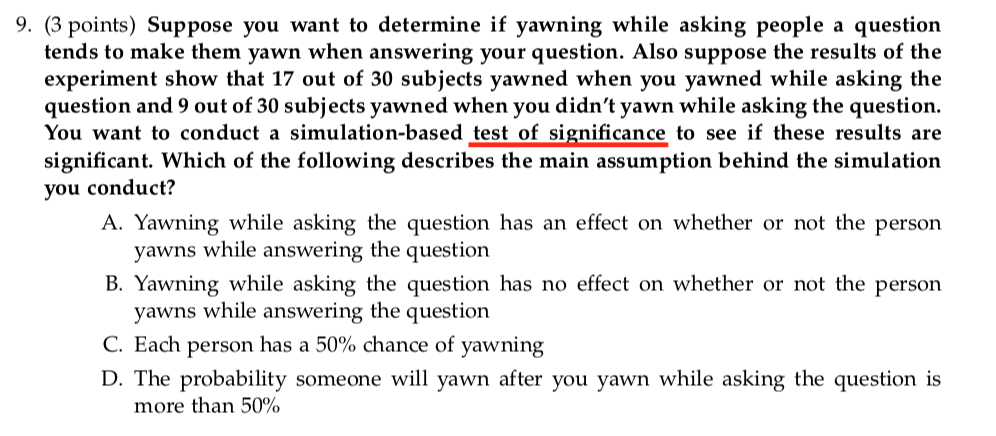 9. (3 points) Suppose you want to determine if yawning while asking people a question
tends to make them yawn when answering your question. Also suppose the results of the
experiment show that 17 out of 30 subjects yawned when you yawned while asking the
question and 9 out of 30 subjects yawned when you didn't yawn while asking the question.
You want to conduct a simulation-based test of significance to see if these results are
significant. Which of the following describes the main assumption behind the simulation
you conduct?
A. Yawning while asking the question has an effect on whether or not the person
yawns while answering the question
B. Yawning while asking the question has no effect on whether or not the person
yawns while answering the question
C. Each person has a 50% chance of yawning
D. The probability someone will yawn after you yawn while asking the question is
more than 50%